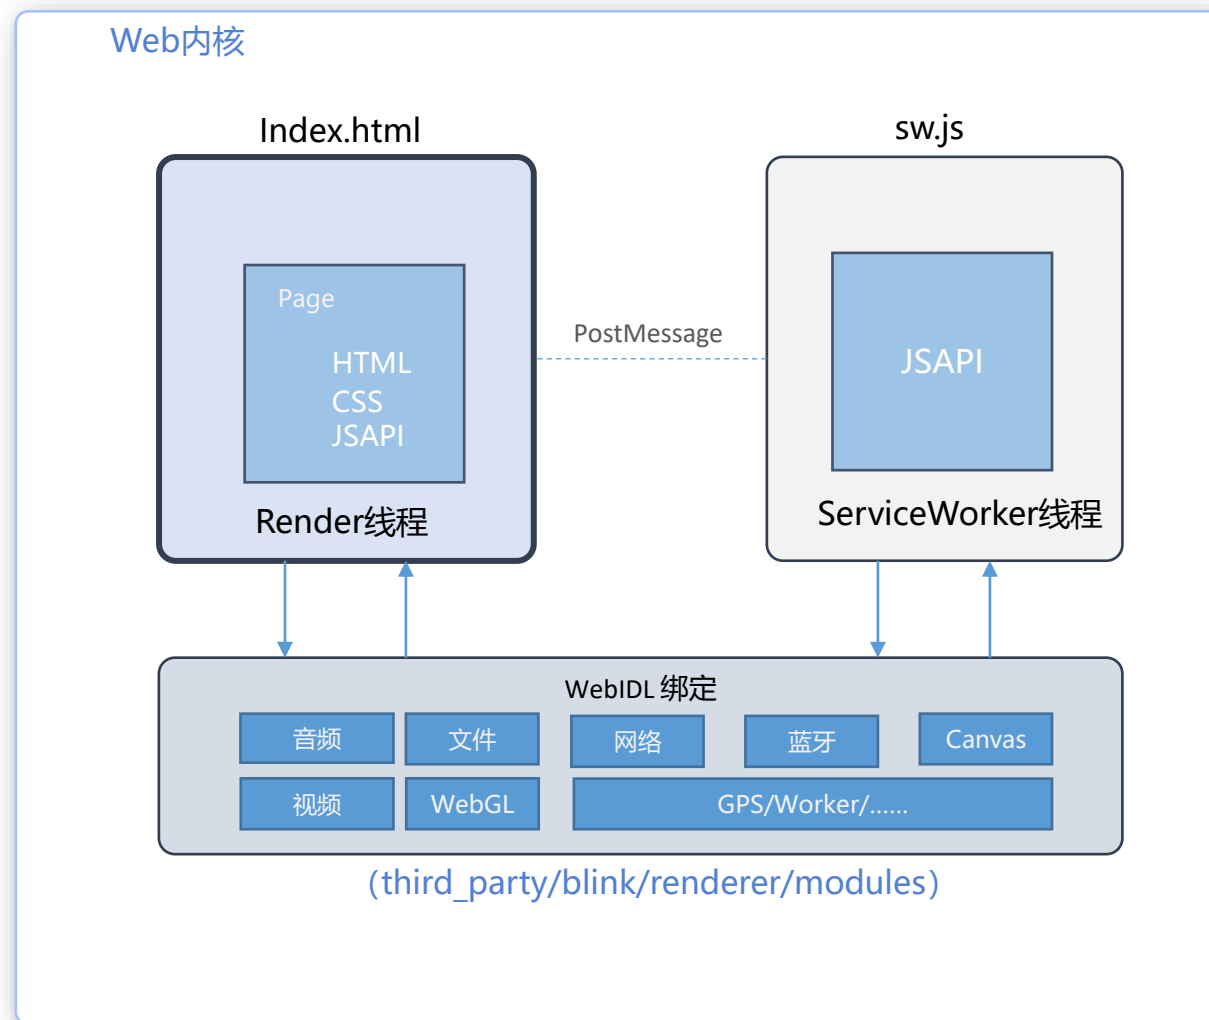 Web内核
Index.html
sw.js
Page
HTML
CSS
JSAPI
PostMessage
JSAPI
Render线程
ServiceWorker线程
WebIDL 绑定
音频
文件
网络
蓝牙
Canvas
视频
WebGL
GPS/Worker/......
（third_party/blink/renderer/modules）